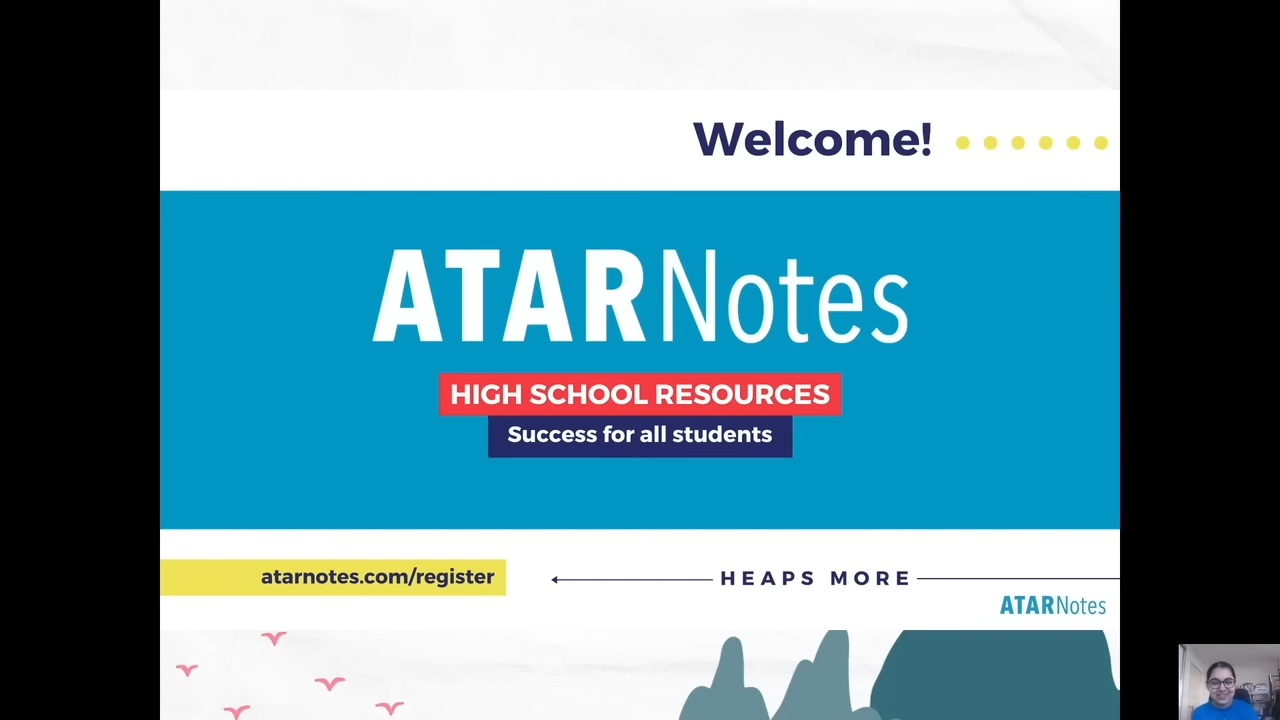 Welcome!
ATARNotes
HIGH SCHOOL RESOURCES
Success for all students
atarnotes.com/register
HEAPS MORE
ATARNotes